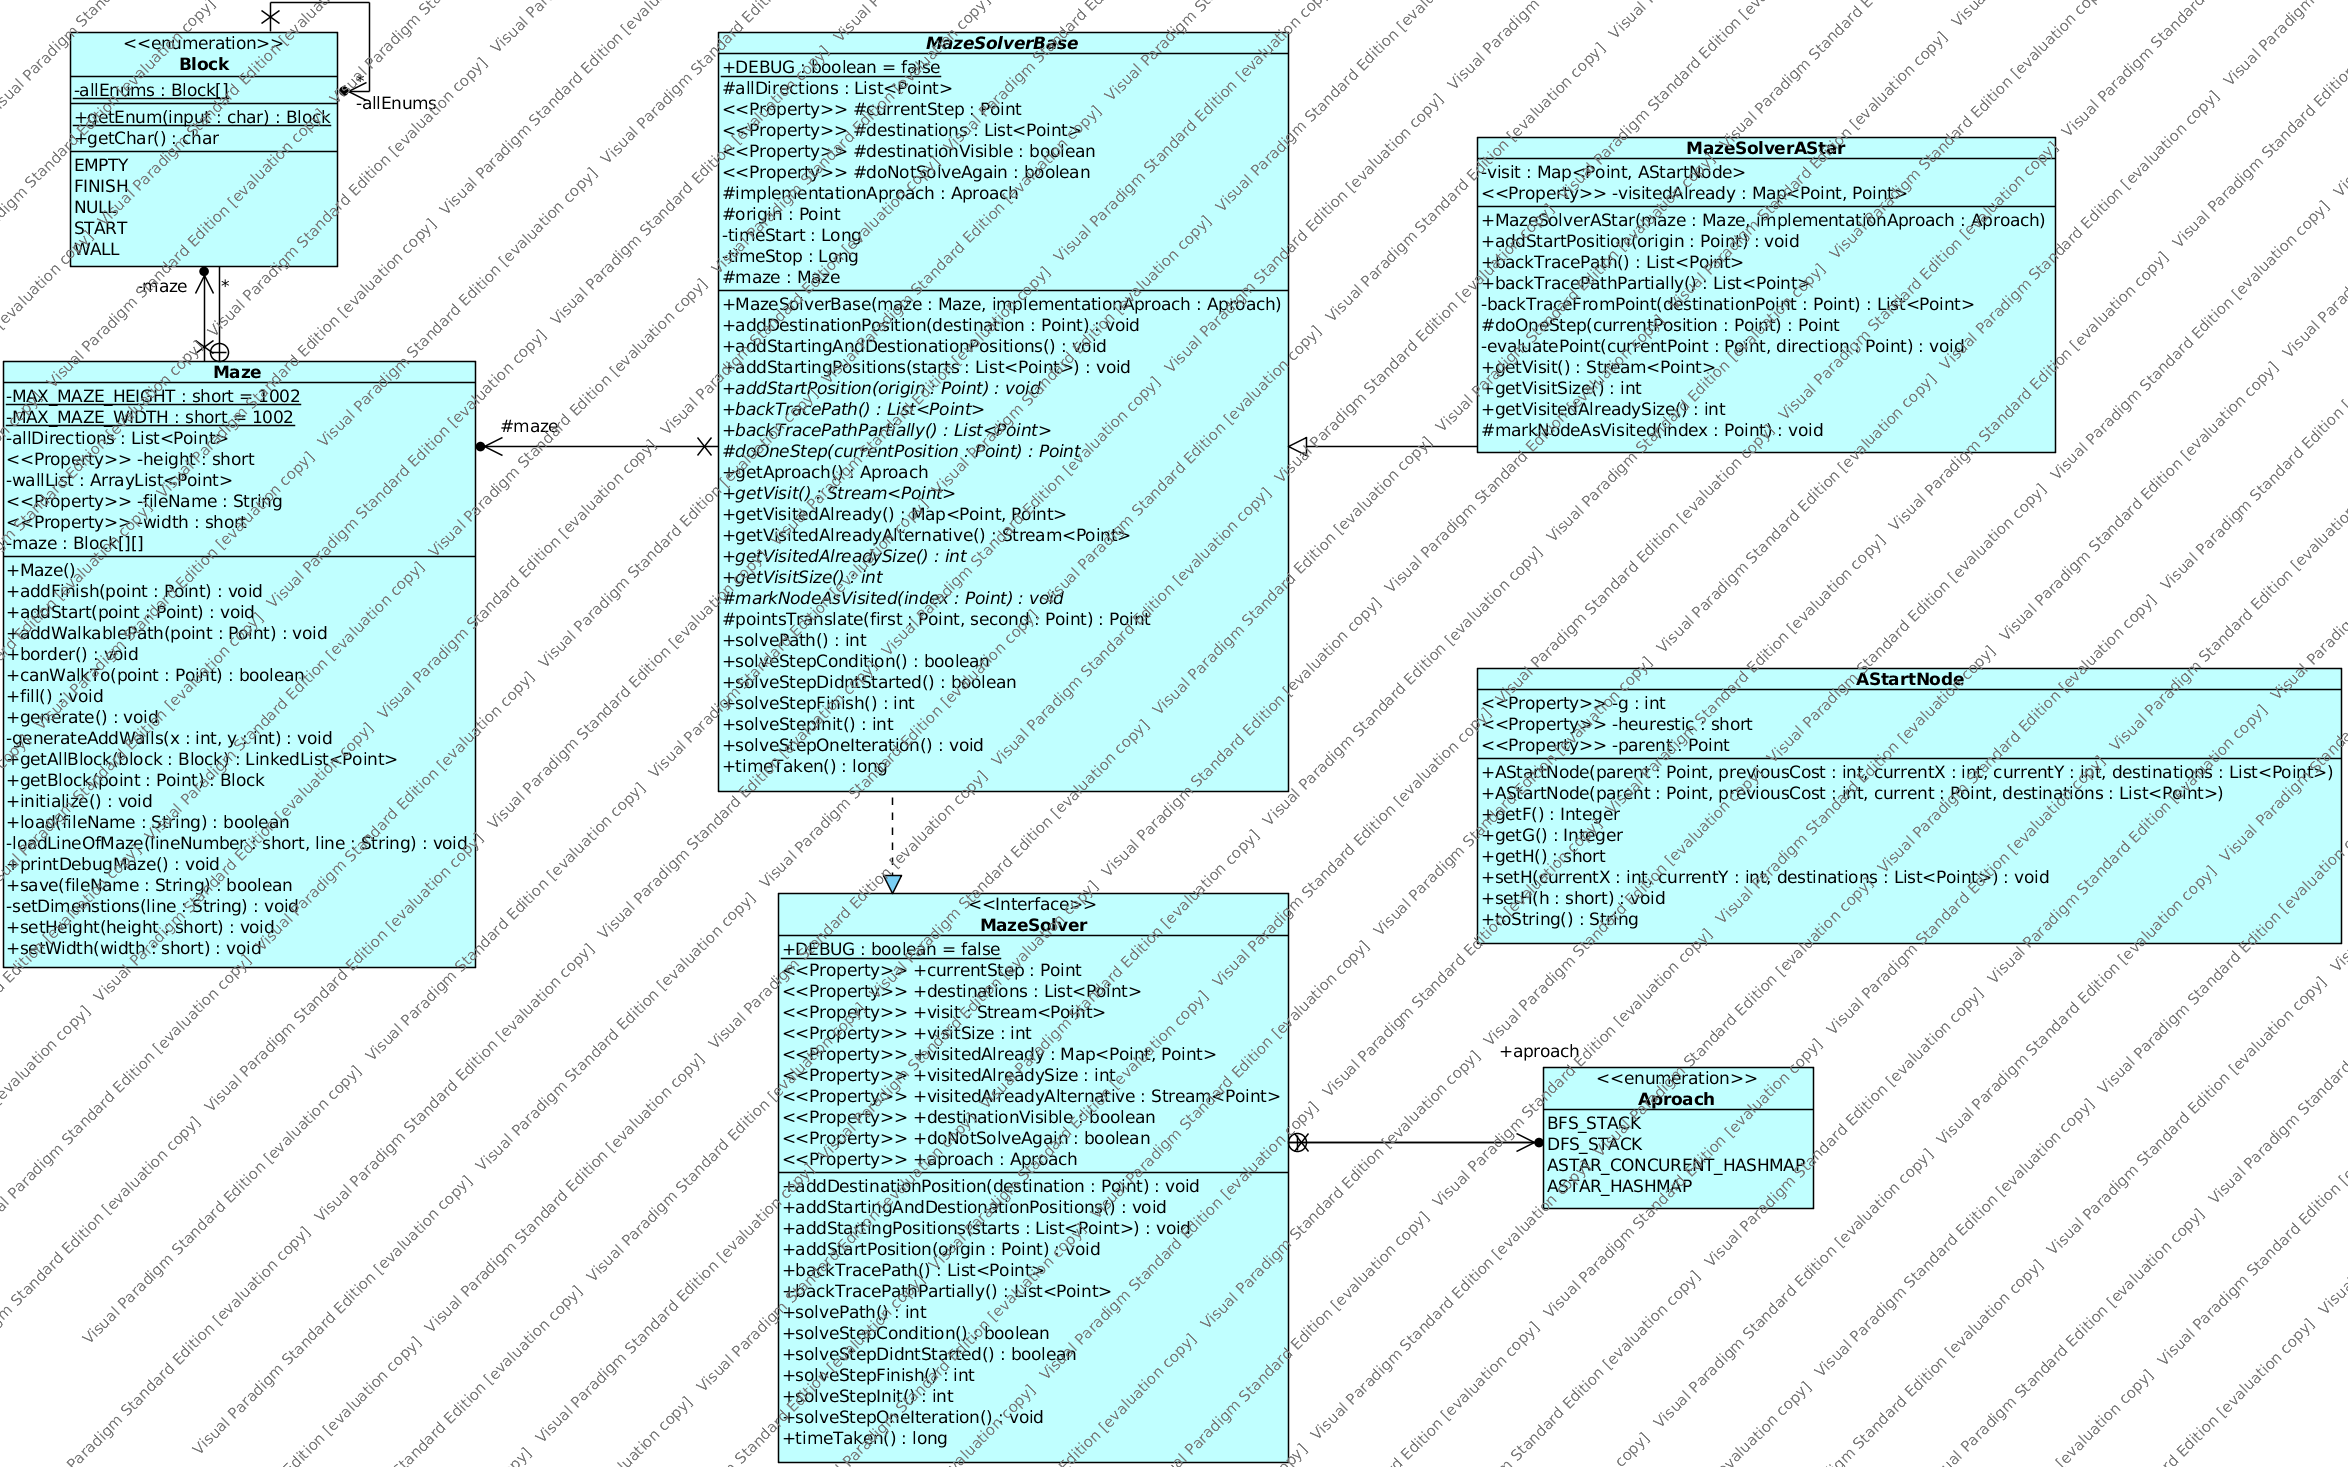 <<enumeration>>
Block
-allEnums : Block[]
+getEnum(input : char) : Block
+getChar() : char
EMPTY
FINISH
NULL
START
WALL
*
-allEnums
-maze
*
Maze
-MAX_MAZE_HEIGHT : short = 1002
-MAX_MAZE_WIDTH : short = 1002
-allDirections : List<Point>
<<Property>> -height : short
-wallList : ArrayList<Point>
<<Property>> -fileName : String
<<Property>> -width : short
-maze : Block[][]
+Maze()
+addFinish(point : Point) : void
+addStart(point : Point) : void
+addWalkablePath(point : Point) : void
+border() : void
+canWalkTo(point : Point) : boolean
+fill() : void
+generate() : void
-generateAddWalls(x : int, y : int) : void
+getAllBlock(block : Block) : LinkedList<Point>
+getBlock(point : Point) : Block
+initialize() : void
+load(fileName : String) : boolean
-loadLineOfMaze(lineNumber : short, line : String) : void
+printDebugMaze() : void
+save(fileName : String) : boolean
-setDimenstions(line : String) : void
+setHeight(height : short) : void
+setWidth(width : short) : void
#maze
MazeSolverBase
+DEBUG : boolean = false
#allDirections : List<Point>
<<Property>> #currentStep : Point
<<Property>> #destinations : List<Point>
<<Property>> #destinationVisible : boolean
<<Property>> #doNotSolveAgain : boolean
#implementationAproach : Aproach
#origin : Point
-timeStart : Long
-timeStop : Long
#maze : Maze
+MazeSolverBase(maze : Maze, implementationAproach : Aproach)
+addDestinationPosition(destination : Point) : void
+addStartingAndDestionationPositions() : void
+addStartingPositions(starts : List<Point>) : void
+addStartPosition(origin : Point) : void
+backTracePath() : List<Point>
+backTracePathPartially() : List<Point>
#doOneStep(currentPosition : Point) : Point
+getAproach() : Aproach
+getVisit() : Stream<Point>
+getVisitedAlready() : Map<Point, Point>
+getVisitedAlreadyAlternative() : Stream<Point>
+getVisitedAlreadySize() : int
+getVisitSize() : int
#markNodeAsVisited(index : Point) : void
#pointsTranslate(first : Point, second : Point) : Point
+solvePath() : int
+solveStepCondition() : boolean
+solveStepDidntStarted() : boolean
+solveStepFinish() : int
+solveStepInit() : int
+solveStepOneIteration() : void
+timeTaken() : long
MazeSolverAStar
-visit : Map<Point, AStartNode>
<<Property>> -visitedAlready : Map<Point, Point>
+MazeSolverAStar(maze : Maze, implementationAproach : Aproach)
+addStartPosition(origin : Point) : void
+backTracePath() : List<Point>
+backTracePathPartially() : List<Point>
-backTraceFromPoint(destinationPoint : Point) : List<Point>
#doOneStep(currentPosition : Point) : Point
-evaluatePoint(currentPoint : Point, direction : Point) : void
+getVisit() : Stream<Point>
+getVisitSize() : int
+getVisitedAlreadySize() : int
#markNodeAsVisited(index : Point) : void
AStartNode
<<Property>> -g : int
<<Property>> -heurestic : short
<<Property>> -parent : Point
+AStartNode(parent : Point, previousCost : int, currentX : int, currentY : int, destinations : List<Point>)
+AStartNode(parent : Point, previousCost : int, current : Point, destinations : List<Point>)
+getF() : Integer
+getG() : Integer
+getH() : short
+setH(currentX : int, currentY : int, destinations : List<Point>) : void
+setH(h : short) : void
+toString() : String
<<Interface>>
MazeSolver
+DEBUG : boolean = false
<<Property>> +currentStep : Point
<<Property>> +destinations : List<Point>
<<Property>> +visit : Stream<Point>
<<Property>> +visitSize : int
<<Property>> +visitedAlready : Map<Point, Point>
<<Property>> +visitedAlreadySize : int
<<Property>> +visitedAlreadyAlternative : Stream<Point>
<<Property>> +destinationVisible : boolean
<<Property>> +doNotSolveAgain : boolean
<<Property>> +aproach : Aproach
+addDestinationPosition(destination : Point) : void
+addStartingAndDestionationPositions() : void
+addStartingPositions(starts : List<Point>) : void
+addStartPosition(origin : Point) : void
+backTracePath() : List<Point>
+backTracePathPartially() : List<Point>
+solvePath() : int
+solveStepCondition() : boolean
+solveStepDidntStarted() : boolean
+solveStepFinish() : int
+solveStepInit() : int
+solveStepOneIteration() : void
+timeTaken() : long
+aproach
<<enumeration>>
Aproach
BFS_STACK
DFS_STACK
ASTAR_CONCURENT_HASHMAP
ASTAR_HASHMAP
Visual Paradigm Standard Edition [evaluation copy]